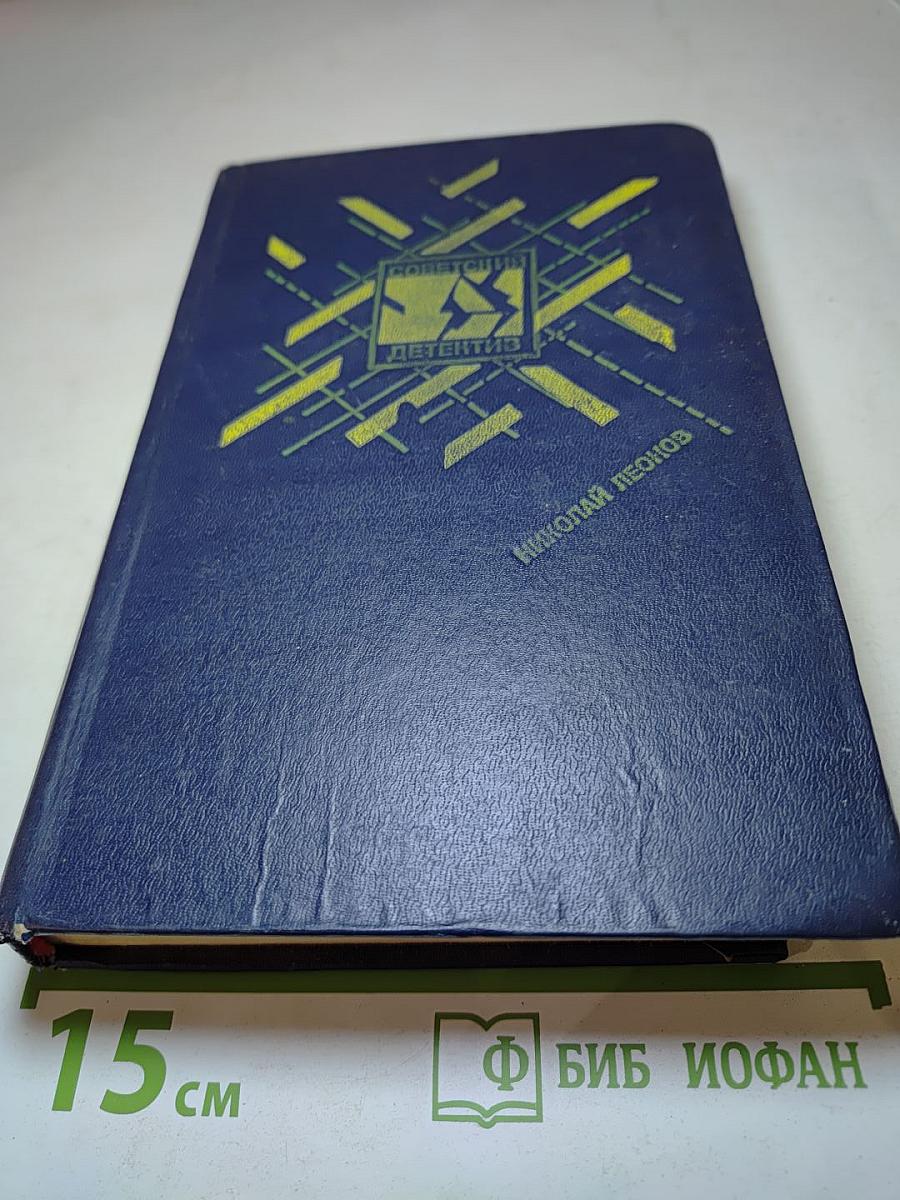 СОВЕТСКИЙ
ДЕТЕКТИВ
НИКОЛАЙ ЛЕОНОВ
15 см
Ф БИБ ИОФАН